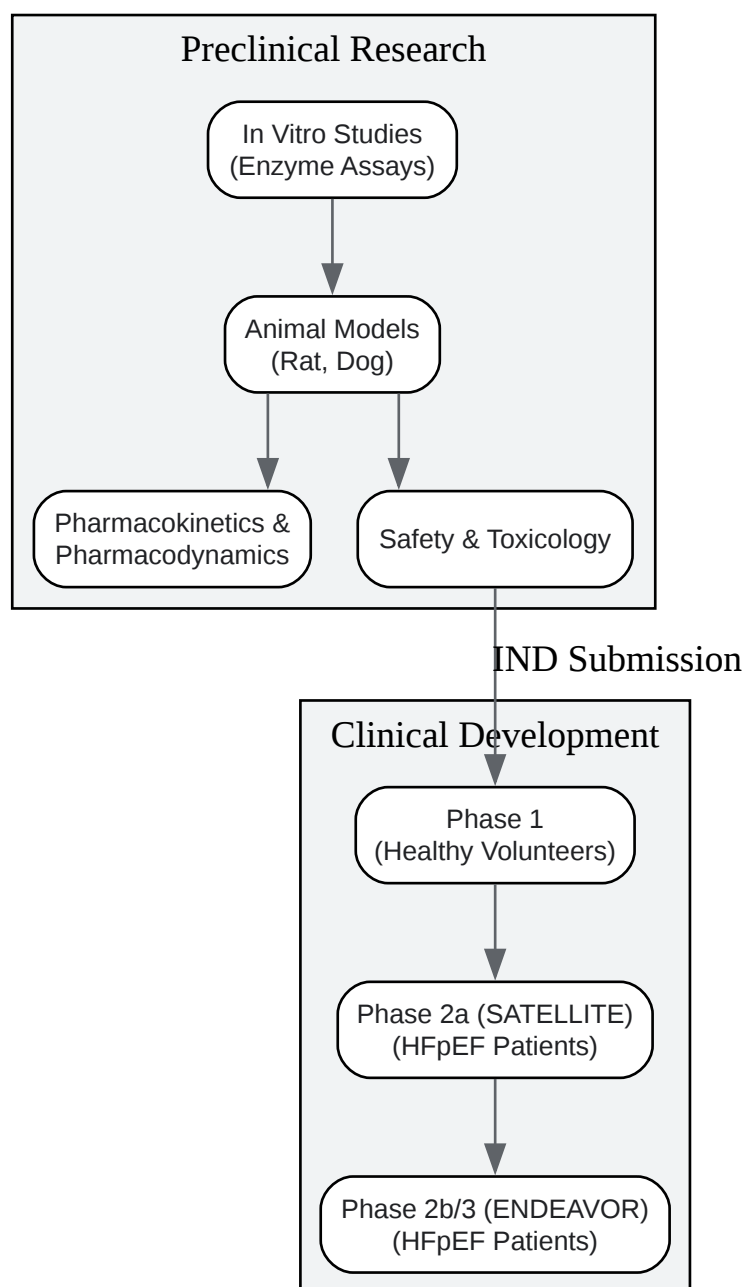 Preclinical Research
In Vitro Studies
(Enzyme Assays)
Animal Models
(Rat, Dog)
Pharmacokinetics &
Pharmacodynamics
Safety & Toxicology
IND Submission
Clinical Development
Phase 1
(Healthy Volunteers)
Phase 2a (SATELLITE)
(HFpEF Patients)
Phase 2b/3 (ENDEAVOR)
(HFpEF Patients)